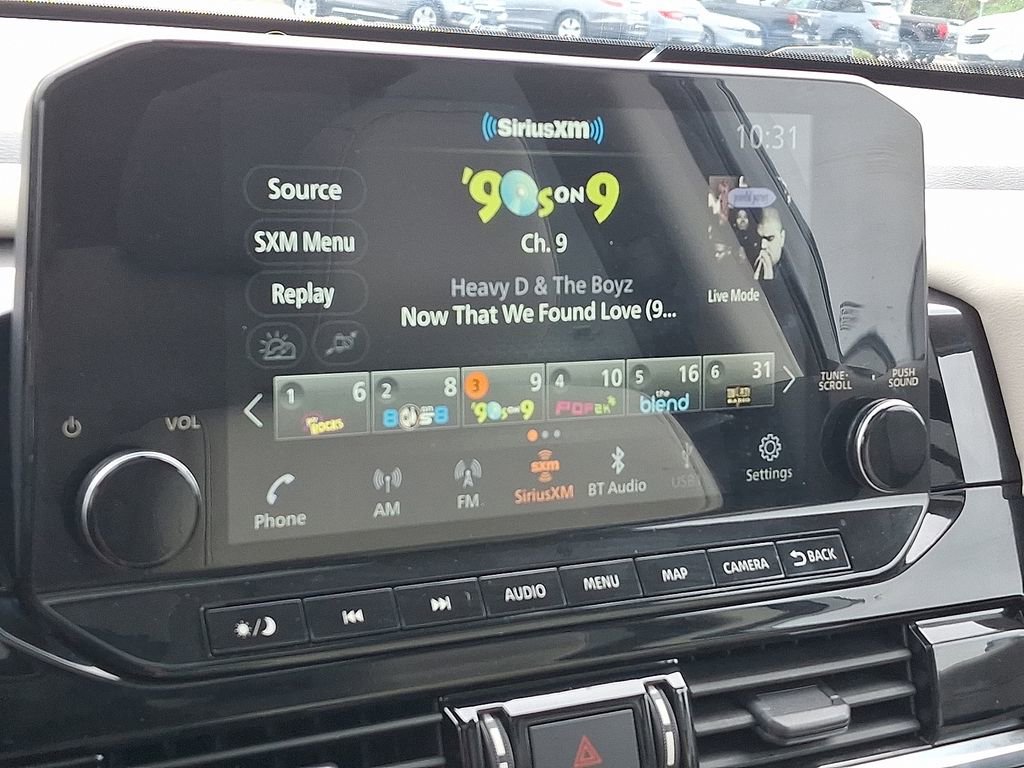 SiriusXM
10:31
'90s ON 9
Ch. 9
Source
SXM Menu
Replay
Heavy D & The Boyz
Now That We Found Love (9...
Live Mode
1 6
2 8
3 9
4 10
5 16
6 31
ROCKS
80s on 8
'90s ON 9
POP2K
the blend
TUNE·
SCROLL
PUSH
SOUND
VOL
Phone
AM
FM
sxm
SiriusXM
BT Audio
USB
Settings
AUDIO
MENU
MAP
CAMERA
BACK